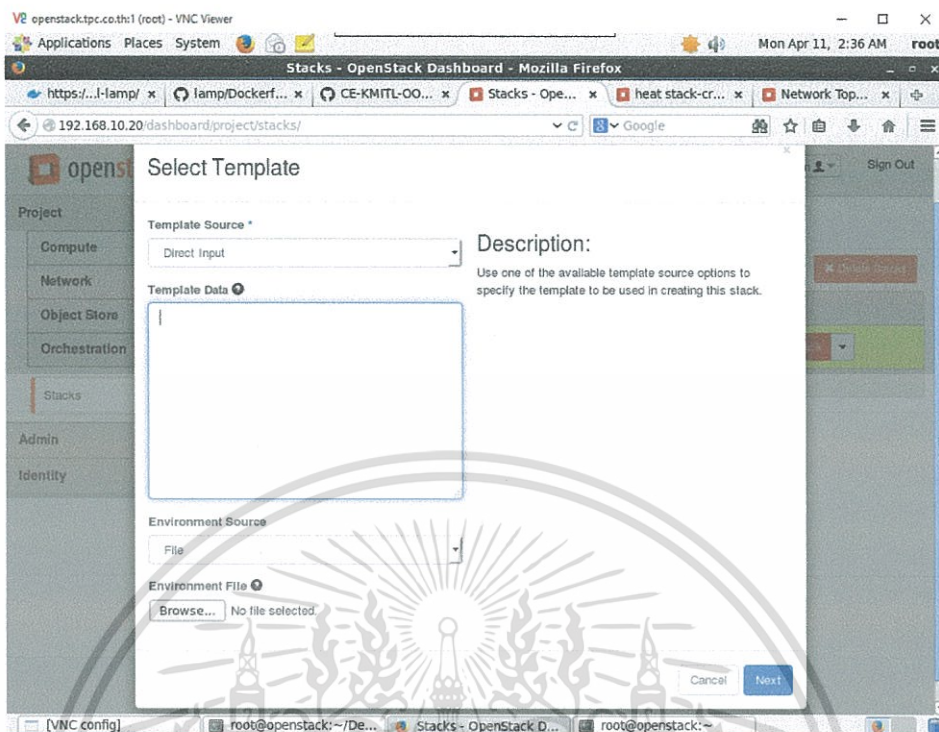 V2 openstack.tpc.co.th:1 (root) - VNC Viewer
Applications Places System Mon Apr 11, 2:36 AM root
Stacks - OpenStack Dashboard - Mozilla Firefox
https:/...l-lamp/ x lamp/Dockerf... x CE-KMITL-OO... x Stacks - Ope... x heat stack-cr... x Network Top... x
192.168.10.20/dashboard/project/stacks/ Google
openst Sign Out
Select Template
Project
Compute
Network
Object Store
Orchestration
Stacks
Admin
Identity
Template Source *
Direct Input
Template Data
Description:
Use one of the available template source options to
specify the template to be used in creating this stack.
Environment Source
File
Environment File
Browse... No file selected.
Cancel Next
[VNC config] root@openstack:~/De... Stacks - OpenStack D... root@openstack:~